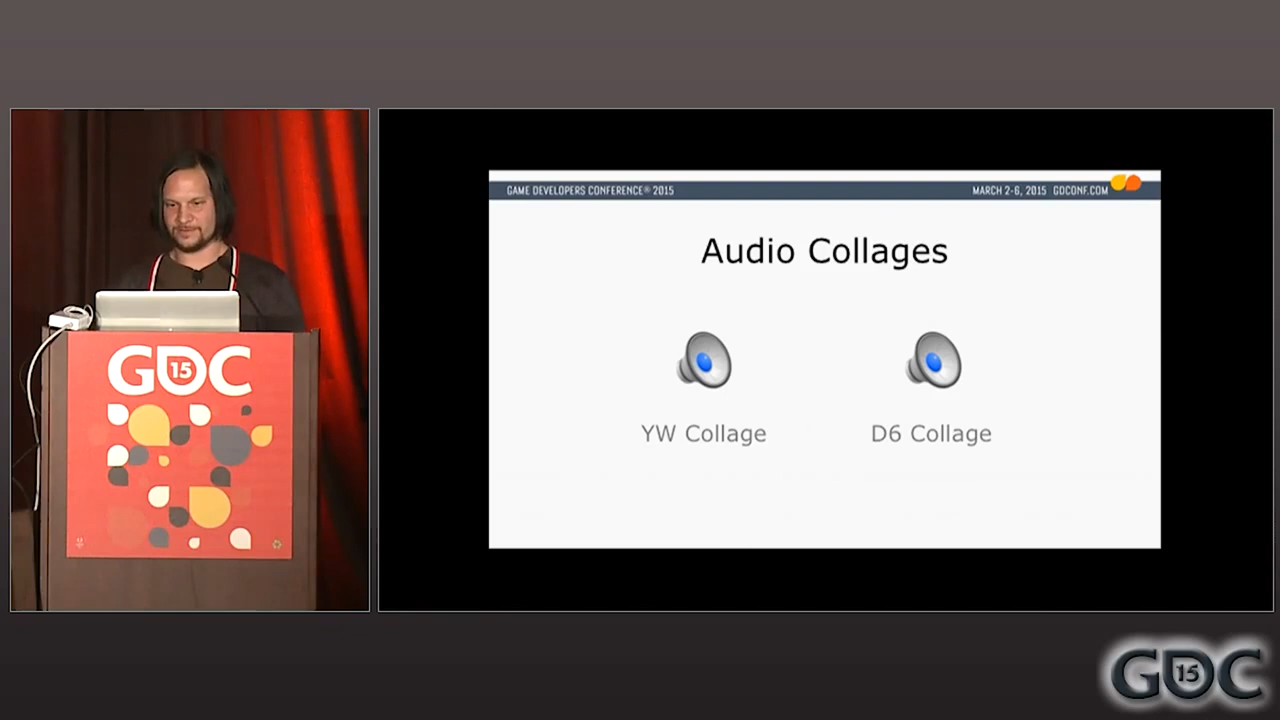 GAME DEVELOPERS CONFERENCE® 2015
MARCH 2-6, 2015 GDCONF.COM
Audio Collages
YW Collage
D6 Collage
GDC 15
GDC 15